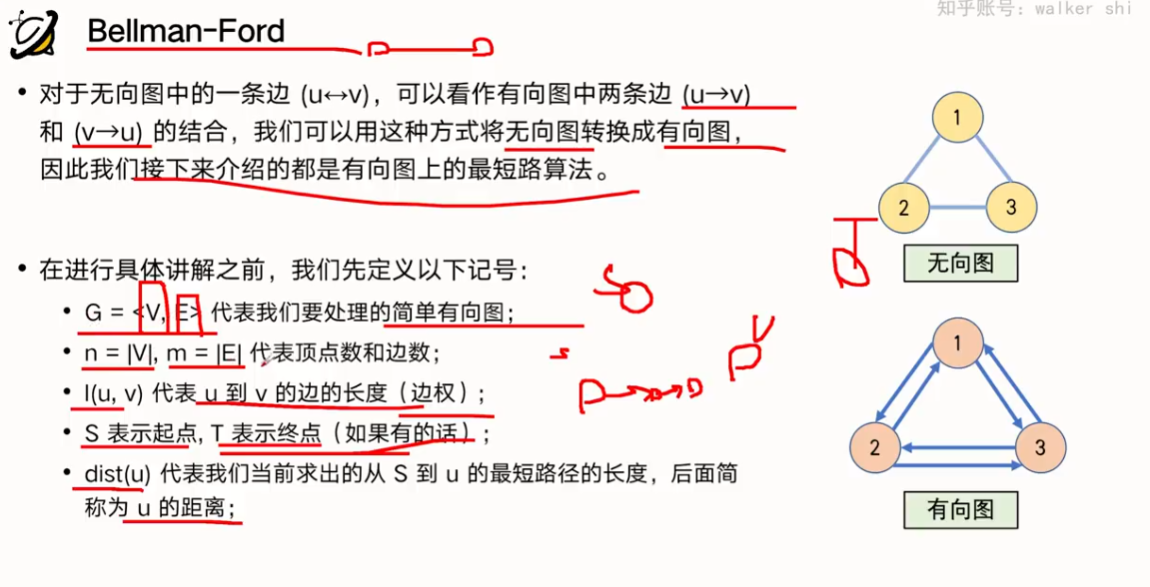 知乎账号：walker shi
Bellman-Ford
• 对于无向图中的一条边 (u↔v)，可以看作有向图中两条边 (u→v)
和 (v→u) 的结合，我们可以用这种方式将无向图转换成有向图，
因此我们接下来介绍的都是有向图上的最短路算法。
1
2
3
无向图
• 在进行具体讲解之前，我们先定义以下记号：
• G = <V, E> 代表我们要处理的简单有向图；
• n = |V|, m = |E| 代表顶点数和边数；
• l(u, v) 代表 u 到 v 的边的长度（边权）；
• S 表示起点, T 表示终点（如果有的话）；
• dist(u) 代表我们当前求出的从 S 到 u 的最短路径的长度，后面简
称为 u 的距离；
S
V
1
2
3
有向图